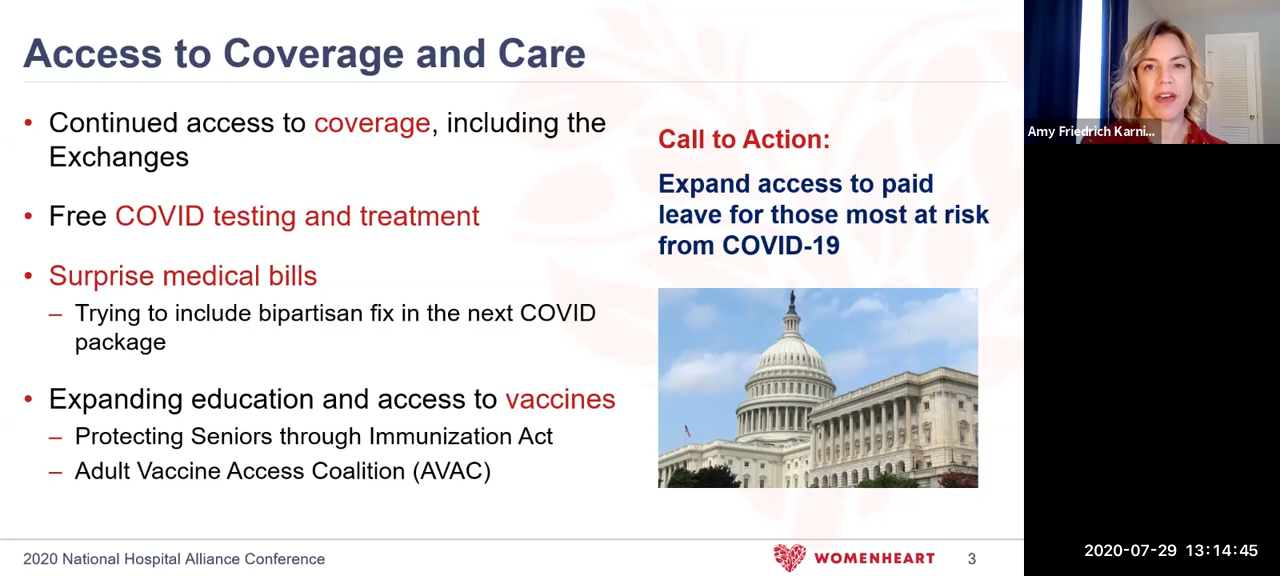 Access to Coverage and Care
• Continued access to coverage, including the
Exchanges
• Free COVID testing and treatment
• Surprise medical bills
– Trying to include bipartisan fix in the next COVID
package
• Expanding education and access to vaccines
– Protecting Seniors through Immunization Act
– Adult Vaccine Access Coalition (AVAC)
Call to Action:
Expand access to paid
leave for those most at risk
from COVID-19
2020 National Hospital Alliance Conference
WOMENHEART
3
Amy Friedrich Karni...
2020-07-29 13:14:45